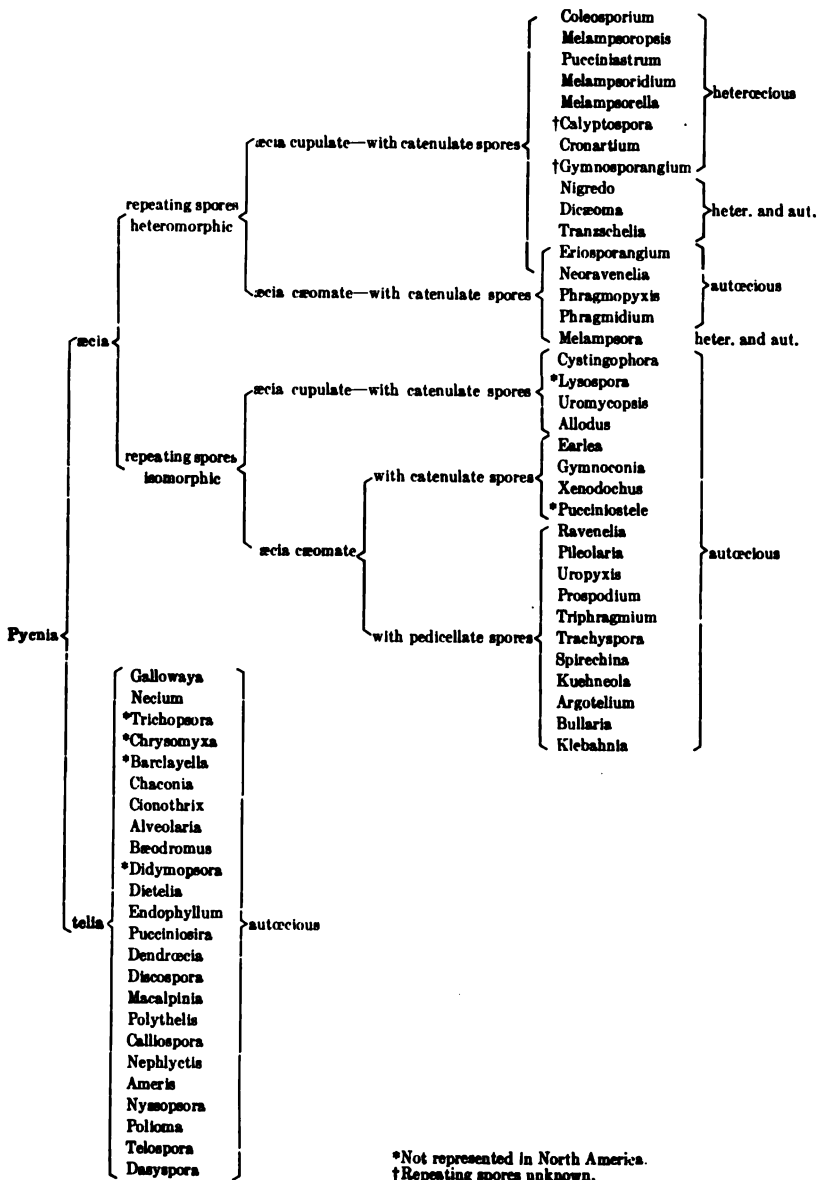 Pycnia
æcia
repeating spores
heteromorphic
æcia cupulate—with catenulate spores
Coleosporium
Melampsoropsis
Pucciniastrum
Melampsoridium
Melampsorella
†Calyptospora
Cronartium
†Gymnosporangium
heterœcious
Nigredo
Dicæoma
Tranzschelia
heter. and aut.
æcia cæomate—with catenulate spores
Eriosporangium
Neoravenelia
Phragmopyxis
Phragmidium
autœcious
Melampsora
heter. and aut.
repeating spores
isomorphic
æcia cupulate—with catenulate spores
Cystingophora
*Lysospora
Uromycopsis
Allodus
æcia cæomate
with catenulate spores
Earlea
Gymnoconia
Xenodochus
*Pucciniostele
with pedicellate spores
Ravenelia
Pileolaria
Uropyxis
Prospodium
Triphragmium
Trachyspora
Spirechina
Kuehneola
Argotelium
Bullaria
Klebahnia
autœcious
telia
Gallowaya
Necium
*Trichopsora
*Chrysomyxa
*Barclayella
Chaconia
Cionothrix
Alveolaria
Bæodromus
*Didymopsora
Dietelia
Endophyllum
Pucciniosira
Dendrœcia
Discospora
Macalpinia
Polythelis
Calliospora
Nephlyctis
Ameris
Nyssopsora
Polioma
Telospora
Dasyspora
autœcious
*Not represented in North America.
†Repeating spores unknown.